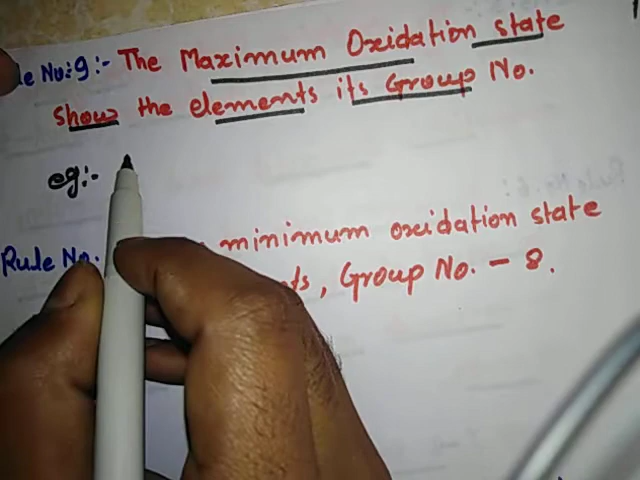 le No:9:- The Maximum Oxidation state
show the elements its Group No.
eg:-
Rule No. minimum oxidation state
nts, Group No. - 8.